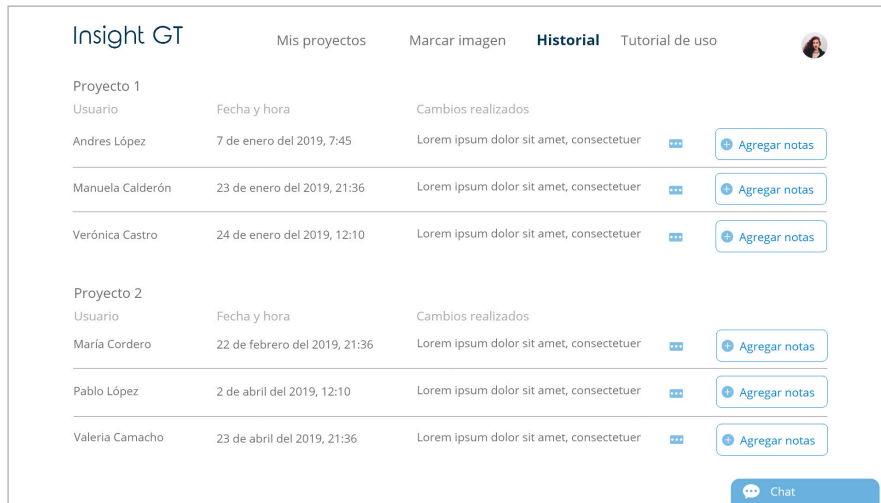 Insight GT Mis proyectos Marcar imagen Historial Tutorial de uso
Proyecto 1
Usuario Fecha y hora Cambios realizados
Andres López 7 de enero del 2019, 7:45 Lorem ipsum dolor sit amet, consectetuer Agregar notas
Manuela Calderón 23 de enero del 2019, 21:36 Lorem ipsum dolor sit amet, consectetuer Agregar notas
Verónica Castro 24 de enero del 2019, 12:10 Lorem ipsum dolor sit amet, consectetuer Agregar notas
Proyecto 2
Usuario Fecha y hora Cambios realizados
María Cordero 22 de febrero del 2019, 21:36 Lorem ipsum dolor sit amet, consectetuer Agregar notas
Pablo López 2 de abril del 2019, 12:10 Lorem ipsum dolor sit amet, consectetuer Agregar notas
Valeria Camacho 23 de abril del 2019, 21:36 Lorem ipsum dolor sit amet, consectetuer Agregar notas
Chat